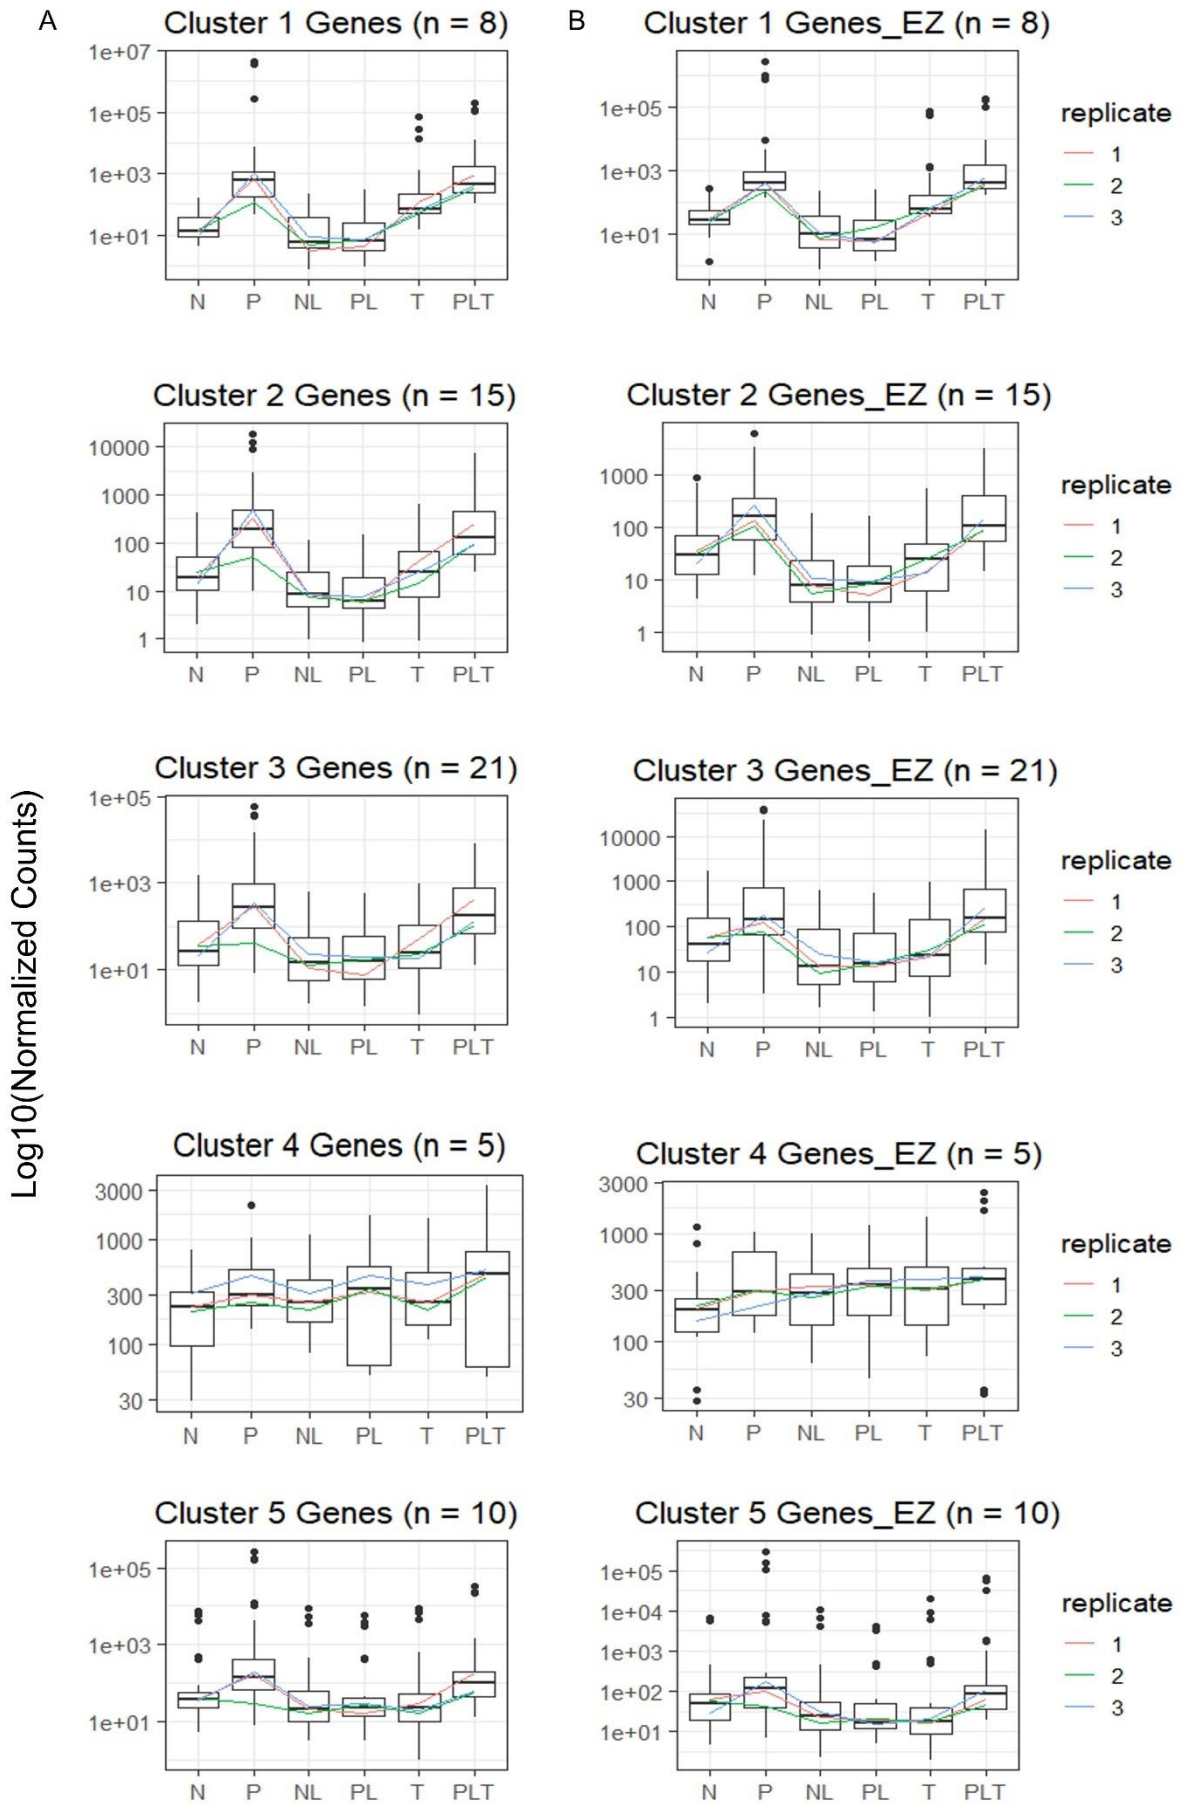 A
B
Log10(Normalized Counts)
Cluster 1 Genes (n = 8)
1e+07
1e+05
1e+03
1e+01
N P NL PL T PLT
Cluster 1 Genes_EZ (n = 8)
1e+05
1e+03
1e+01
N P NL PL T PLT
replicate
1
2
3
Cluster 2 Genes (n = 15)
10000
1000
100
10
1
N P NL PL T PLT
Cluster 2 Genes_EZ (n = 15)
1000
100
10
1
N P NL PL T PLT
replicate
1
2
3
Cluster 3 Genes (n = 21)
1e+05
1e+03
1e+01
N P NL PL T PLT
Cluster 3 Genes_EZ (n = 21)
10000
1000
100
10
1
N P NL PL T PLT
replicate
1
2
3
Cluster 4 Genes (n = 5)
3000
1000
300
100
30
N P NL PL T PLT
Cluster 4 Genes_EZ (n = 5)
3000
1000
300
100
30
N P NL PL T PLT
replicate
1
2
3
Cluster 5 Genes (n = 10)
1e+05
1e+03
1e+01
N P NL PL T PLT
Cluster 5 Genes_EZ (n = 10)
1e+05
1e+04
1e+03
1e+02
1e+01
N P NL PL T PLT
replicate
1
2
3